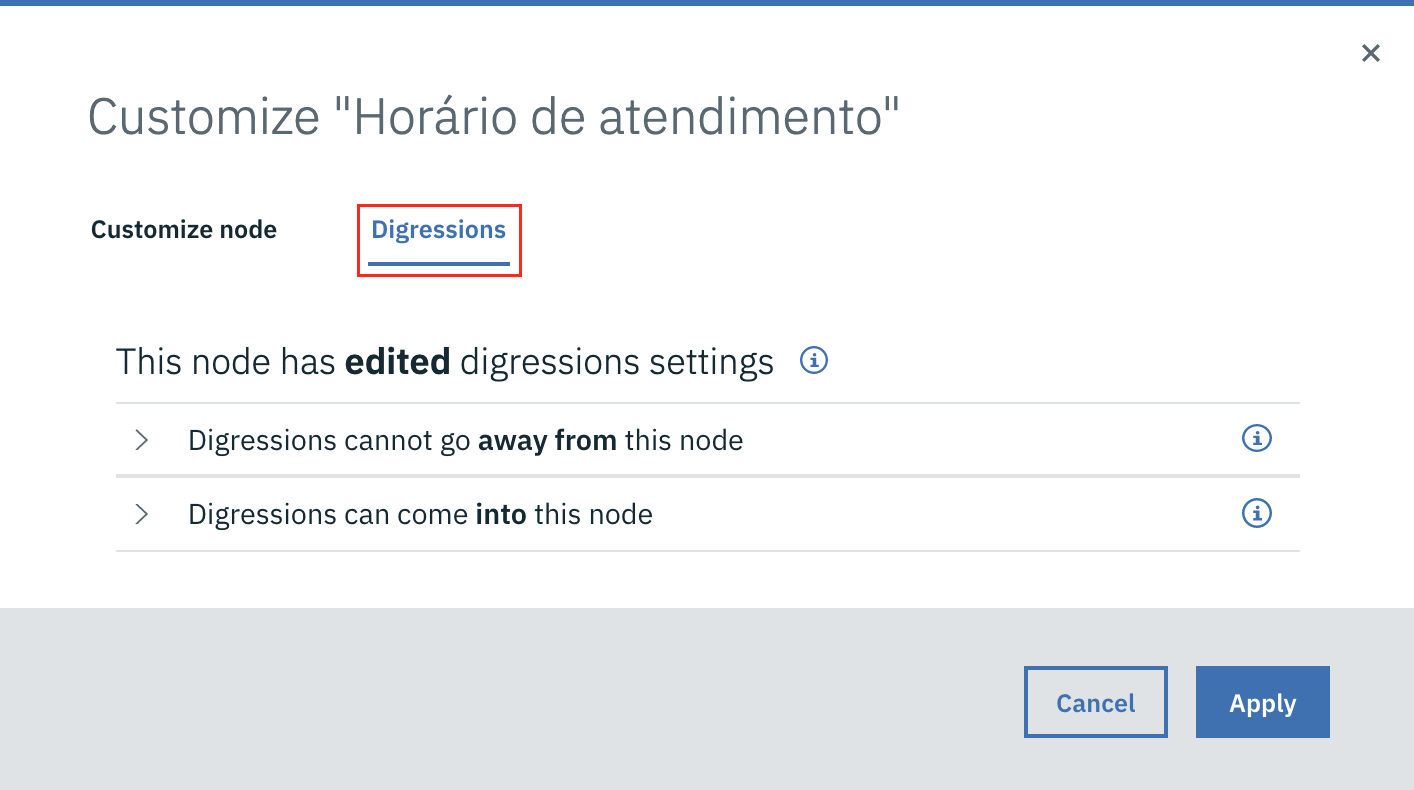 Customize "Horário de atendimento"
Customize node
Digressions
This node has edited digressions settings
Digressions cannot go away from this node
Digressions can come into this node
Cancel
Apply